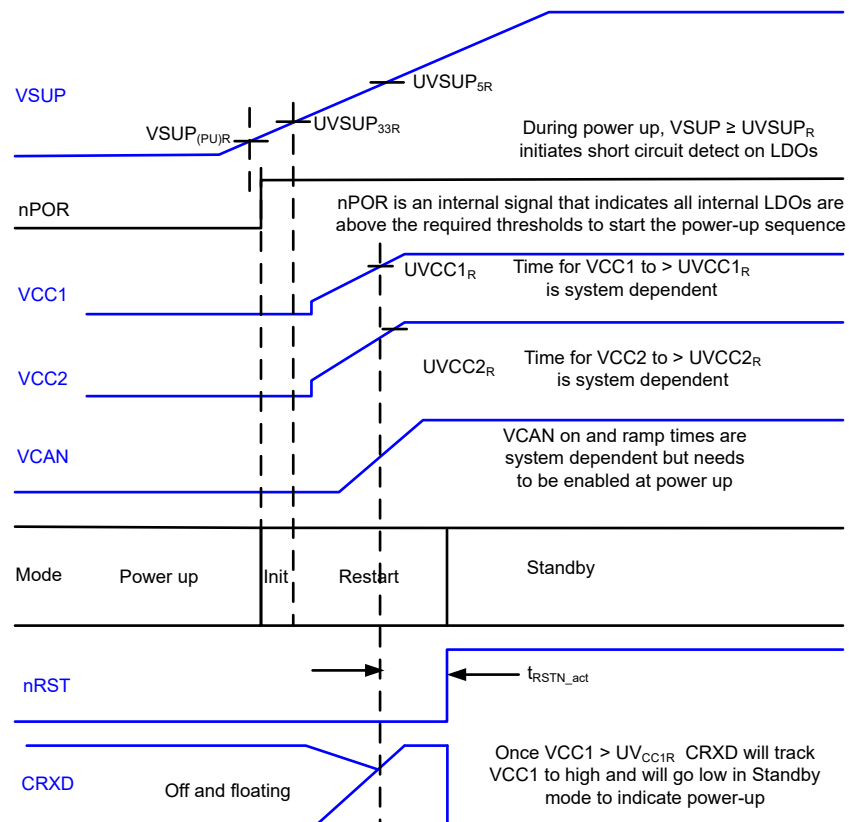 VSUP
VSUP(PU)R
UVSUP33R
UVSUP5R
During power up, VSUP ≥ UVSUPR
initiates short circuit detect on LDOs
nPOR
nPOR is an internal signal that indicates all internal LDOs are
above the required thresholds to start the power-up sequence
VCC1
UVCC1R
Time for VCC1 to > UVCC1R
is system dependent
VCC2
UVCC2R
Time for VCC2 to > UVCC2R
is system dependent
VCAN
VCAN on and ramp times are
system dependent but needs
to be enabled at power up
Mode
Power up
Init
Restart
Standby
nRST
tRSTN_act
CRXD
Off and floating
Once VCC1 > UVCC1R CRXD will track
VCC1 to high and will go low in Standby
mode to indicate power-up